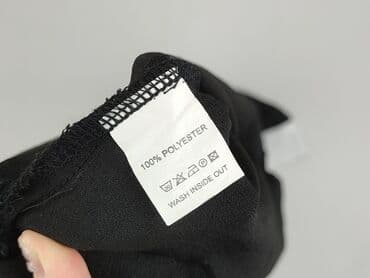 100% POLYESTER
WASH INSIDE OUT